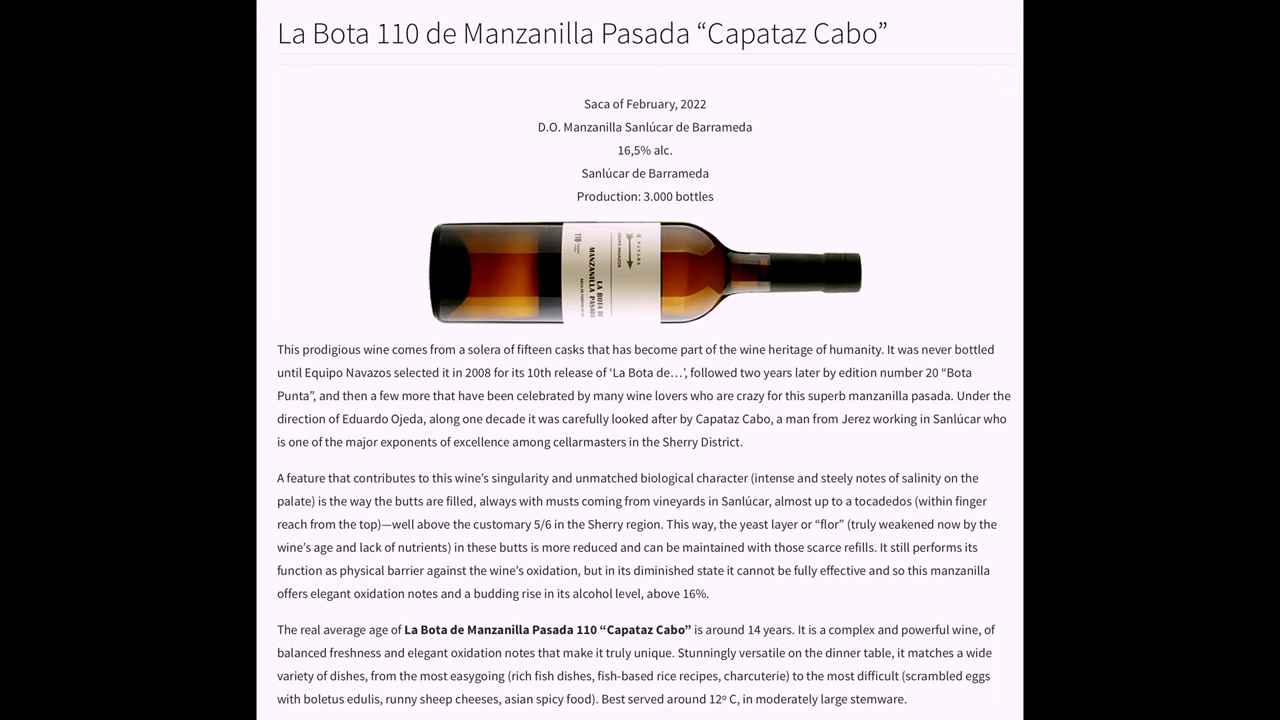 La Bota 110 de Manzanilla Pasada “Capataz Cabo”
Saca of February, 2022
D.O. Manzanilla Sanlúcar de Barrameda
16,5% alc.
Sanlúcar de Barrameda
Production: 3.000 bottles
110
LA BOTA DE
MANZANILLA PASADA
EQUIPO NAVAZOS
This prodigious wine comes from a solera of fifteen casks that has become part of the wine heritage of humanity. It was never bottled
until Equipo Navazos selected it in 2008 for its 10th release of ‘La Bota de…’, followed two years later by edition number 20 “Bota
Punta”, and then a few more that have been celebrated by many wine lovers who are crazy for this superb manzanilla pasada. Under the
direction of Eduardo Ojeda, along one decade it was carefully looked after by Capataz Cabo, a man from Jerez working in Sanlúcar who
is one of the major exponents of excellence among cellarmasters in the Sherry District.
A feature that contributes to this wine’s singularity and unmatched biological character (intense and steely notes of salinity on the
palate) is the way the butts are filled, always with musts coming from vineyards in Sanlúcar, almost up to a tocadedos (within finger
reach from the top)—well above the customary 5/6 in the Sherry region. This way, the yeast layer or “flor” (truly weakened now by the
wine’s age and lack of nutrients) in these butts is more reduced and can be maintained with those scarce refills. It still performs its
function as physical barrier against the wine’s oxidation, but in its diminished state it cannot be fully effective and so this manzanilla
offers elegant oxidation notes and a budding rise in its alcohol level, above 16%.
The real average age of La Bota de Manzanilla Pasada 110 “Capataz Cabo” is around 14 years. It is a complex and powerful wine, of
balanced freshness and elegant oxidation notes that make it truly unique. Stunningly versatile on the dinner table, it matches a wide
variety of dishes, from the most easygoing (rich fish dishes, fish-based rice recipes, charcuterie) to the most difficult (scrambled eggs
with boletus edulis, runny sheep cheeses, asian spicy food). Best served around 12º C, in moderately large stemware.